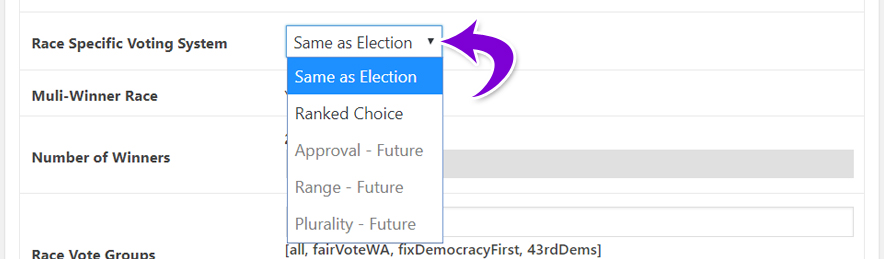 Race Specific Voting System
Same as Election
Same as Election
Muli-Winner Race
Ranked Choice
Approval - Future
Number of Winners
Range - Future
Plurality - Future
Race Vote Groups
[all, fairVoteWA, fixDemocracyFirst, 43rdDems]